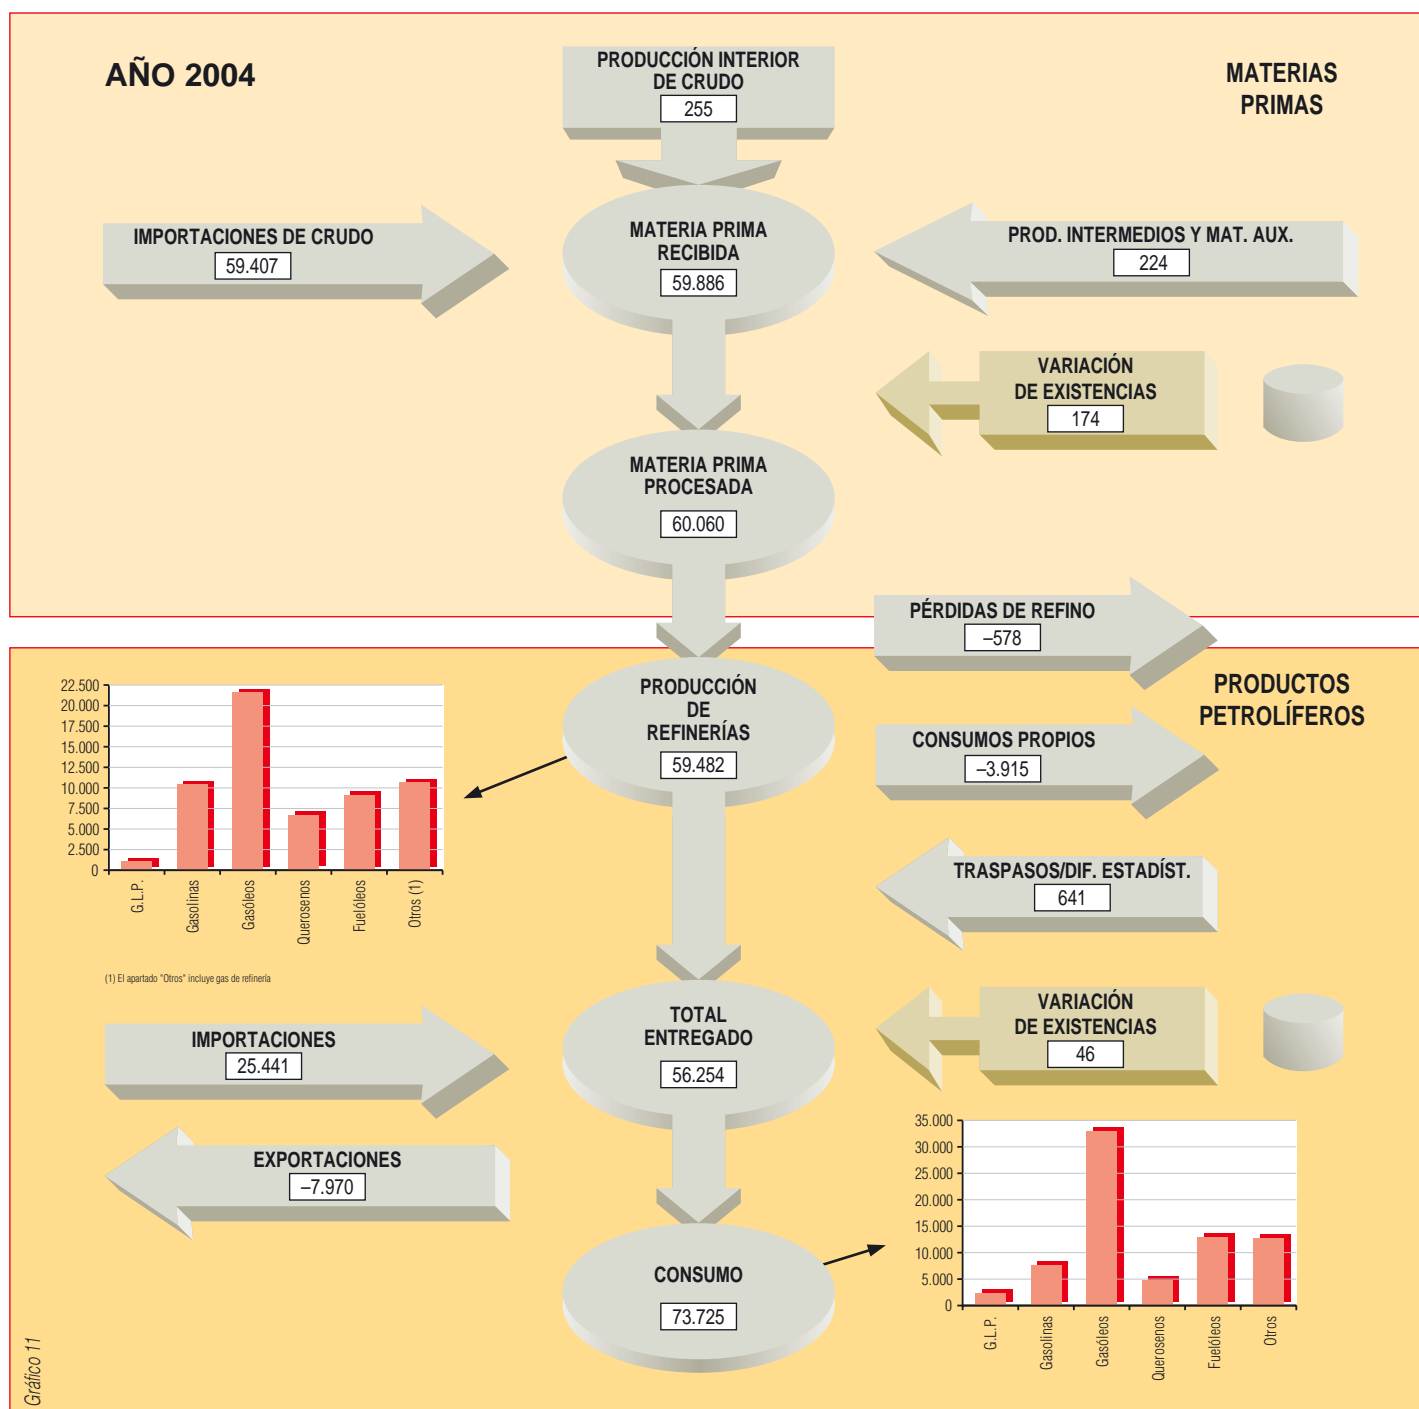 AÑO 2004
PRODUCCIÓN INTERIOR
DE CRUDO
255
MATERIAS
PRIMAS
IMPORTACIONES DE CRUDO
59.407
MATERIA PRIMA
RECIBIDA
59.886
PROD. INTERMEDIOS Y MAT. AUX.
224
VARIACIÓN
DE EXISTENCIAS
174
MATERIA PRIMA
PROCESADA
60.060
PÉRDIDAS DE REFINO
–578
PRODUCTOS
PETROLÍFEROS
PRODUCCIÓN
DE
REFINERÍAS
59.482
CONSUMOS PROPIOS
–3.915
22.500
20.000
17.500
15.000
12.500
10.000
7.500
5.000
2.500
0
G.L.P.
Gasolinas
Gasóleos
Querosenos
Fuelóleos
Otros (1)
(1) El apartado "Otros" incluye gas de refinería
TRASPASOS/DIF. ESTADÍST.
641
TOTAL
ENTREGADO
56.254
VARIACIÓN
DE EXISTENCIAS
46
IMPORTACIONES
25.441
EXPORTACIONES
–7.970
CONSUMO
73.725
35.000
30.000
25.000
20.000
15.000
10.000
5.000
0
G.L.P.
Gasolinas
Gasóleos
Querosenos
Fuelóleos
Otros
Gráfico 11